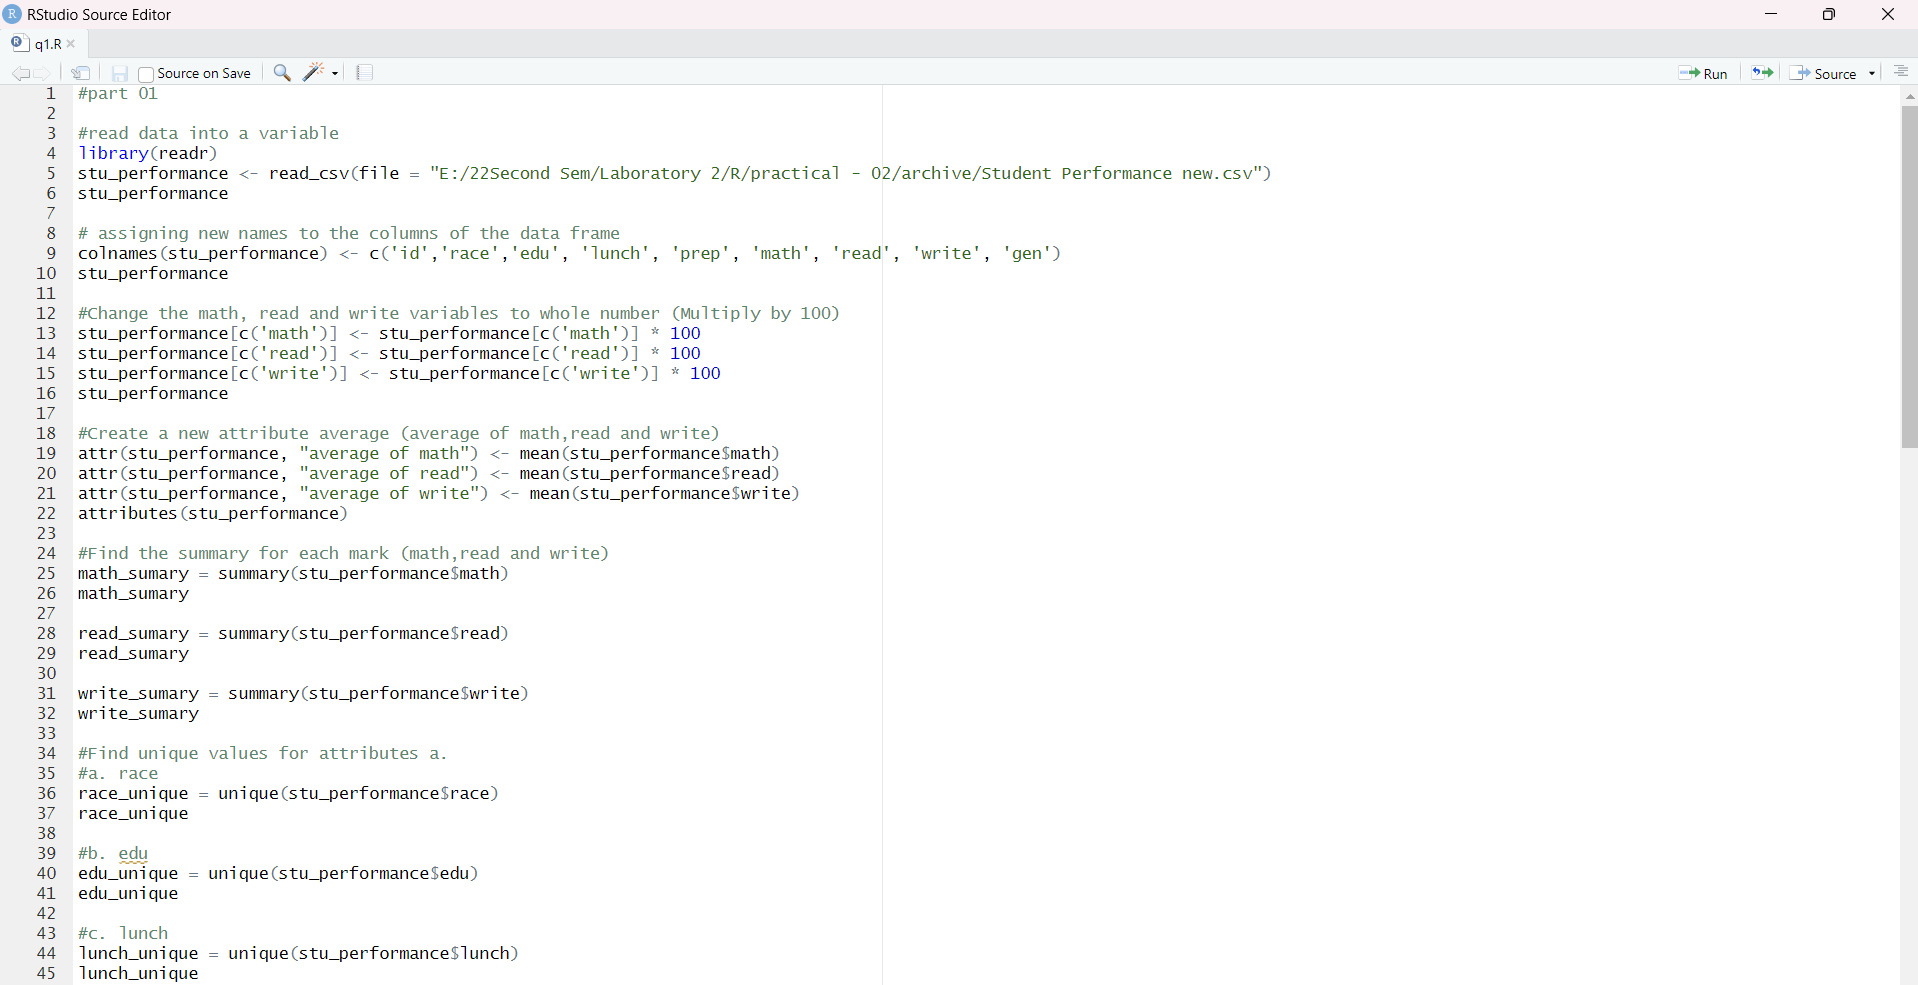 RStudio Source Editor
q1.R
Source on Save
Run
Source
1 #part 01
2
3 #read data into a variable
4 library(readr)
5 stu_performance <- read_csv(file = "E:/22Second Sem/Laboratory 2/R/practical - 02/archive/Student Performance new.csv")
6 stu_performance
7
8 # assigning new names to the columns of the data frame
9 colnames(stu_performance) <- c('id','race','edu', 'lunch', 'prep', 'math', 'read', 'write', 'gen')
10 stu_performance
11
12 #Change the math, read and write variables to whole number (Multiply by 100)
13 stu_performance[c('math')] <- stu_performance[c('math')] * 100
14 stu_performance[c('read')] <- stu_performance[c('read')] * 100
15 stu_performance[c('write')] <- stu_performance[c('write')] * 100
16 stu_performance
17
18 #Create a new attribute average (average of math,read and write)
19 attr(stu_performance, "average of math") <- mean(stu_performance$math)
20 attr(stu_performance, "average of read") <- mean(stu_performance$read)
21 attr(stu_performance, "average of write") <- mean(stu_performance$write)
22 attributes(stu_performance)
23
24 #Find the summary for each mark (math,read and write)
25 math_sumary = summary(stu_performance$math)
26 math_sumary
27
28 read_sumary = summary(stu_performance$read)
29 read_sumary
30
31 write_sumary = summary(stu_performance$write)
32 write_sumary
33
34 #Find unique values for attributes a.
35 #a. race
36 race_unique = unique(stu_performance$race)
37 race_unique
38
39 #b. edu
40 edu_unique = unique(stu_performance$edu)
41 edu_unique
42
43 #c. lunch
44 lunch_unique = unique(stu_performance$lunch)
45 lunch_unique